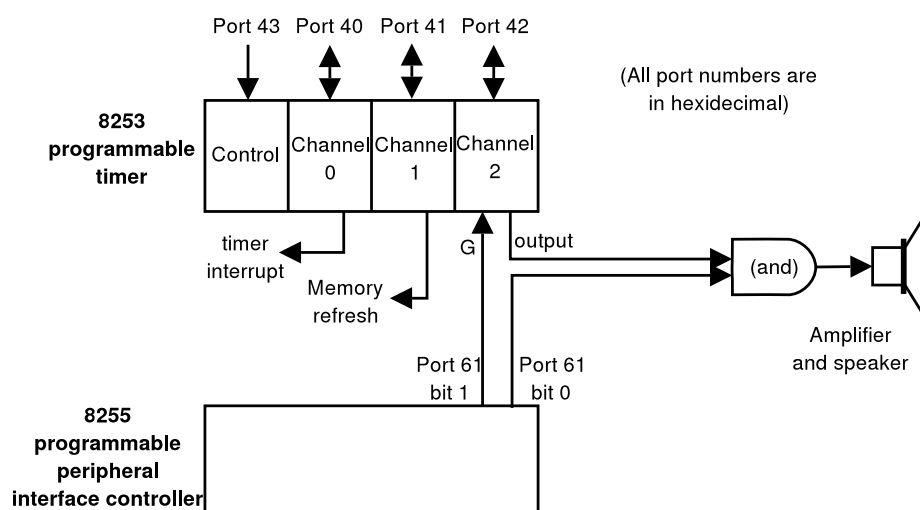 Port 43
Port 40
Port 41
Port 42
(All port numbers are
in hexidecimal)
8253
programmable
timer
Control
Channel
0
Channel
1
Channel
2
timer
interrupt
G
output
(and)
Memory
refresh
Amplifier
and speaker
Port 61
bit 1
Port 61
bit 0
8255
programmable
peripheral
interface controller